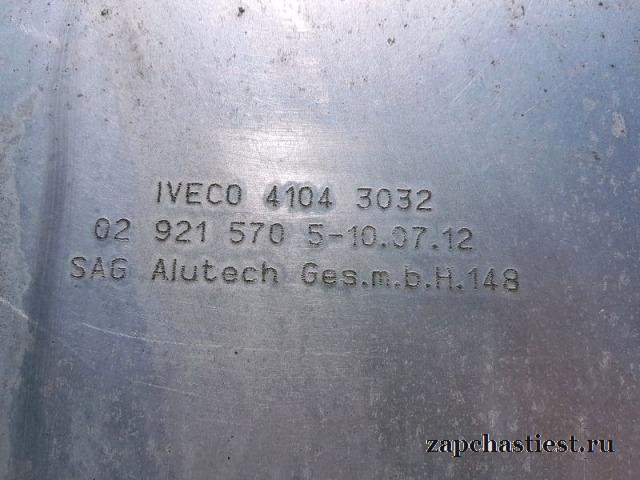 IVECO 4104 3032
02 921 570 5-10.07.12
SAG Alutech Ges.m.b.H.148
zapchastiest.ru